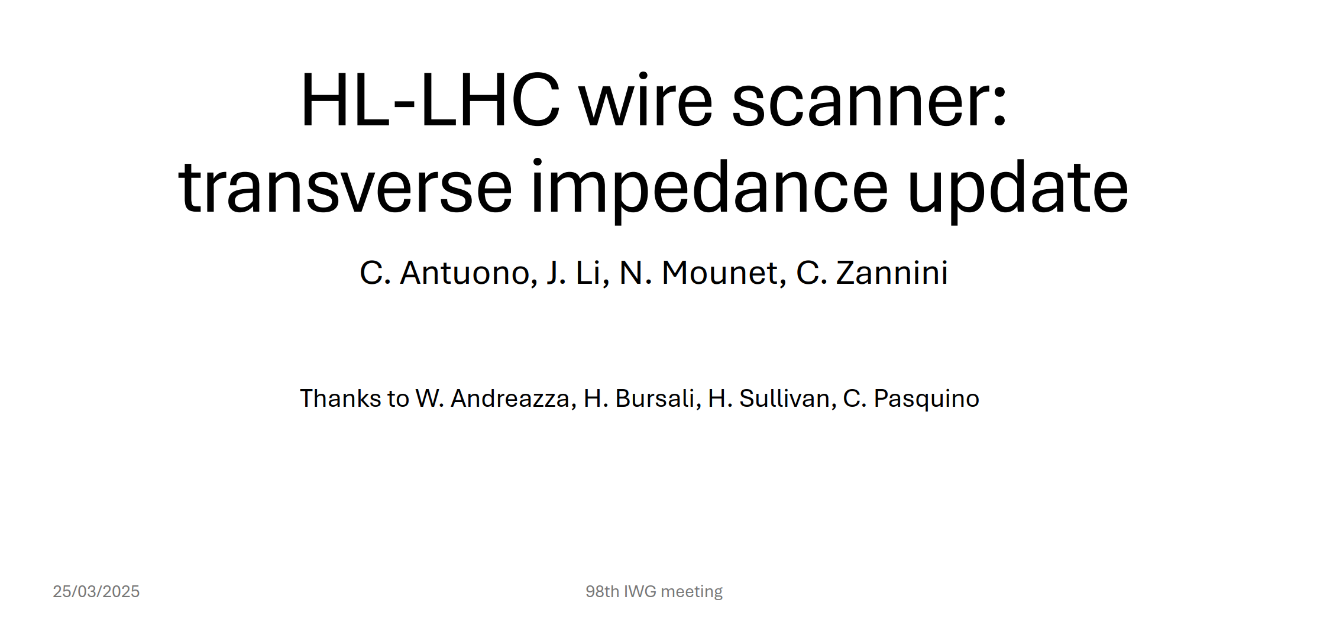 HL-LHC wire scanner:
transverse impedance update
C. Antuono, J. Li, N. Mounet, C. Zannini
Thanks to W. Andreazza, H. Bursali, H. Sullivan, C. Pasquino
25/03/2025
98th IWG meeting